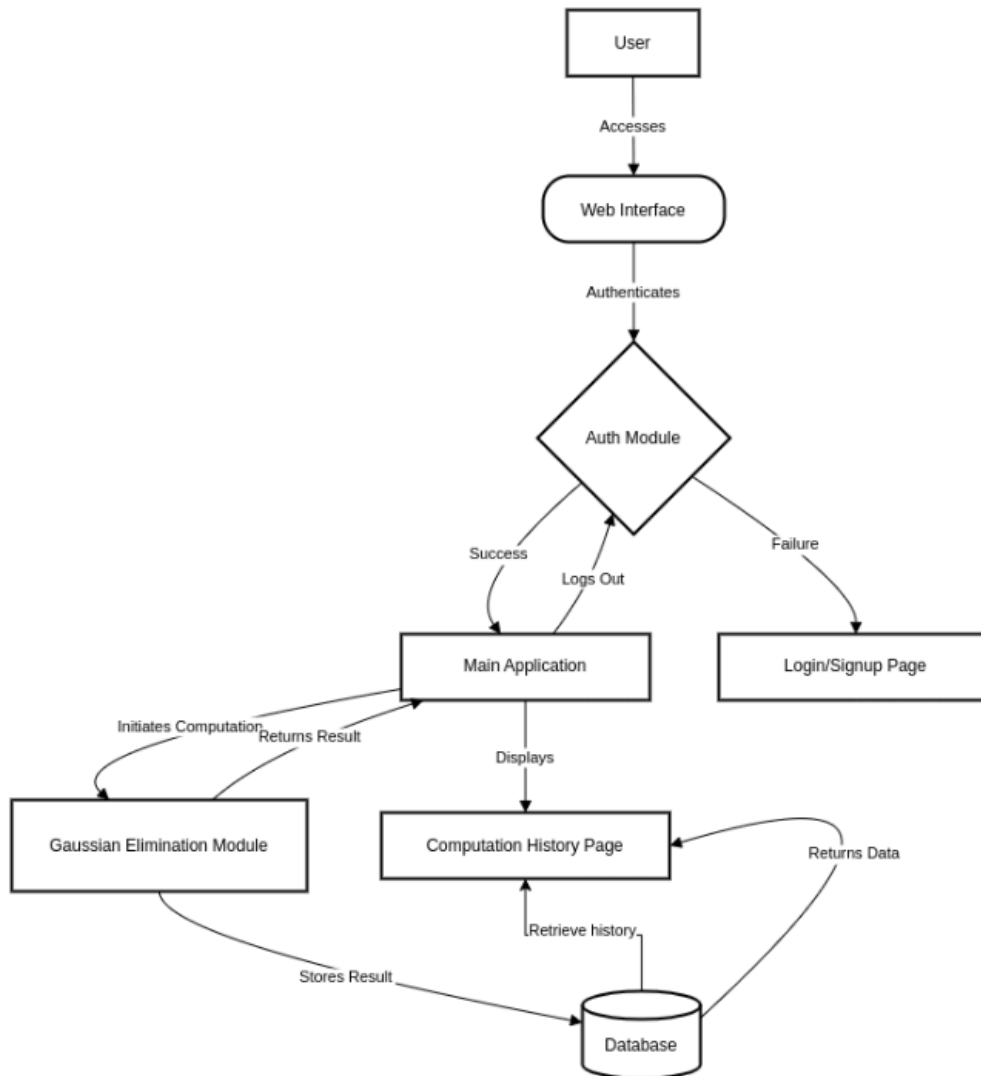 User
Accesses
Web Interface
Authenticates
Auth Module
Success
Logs Out
Failure
Main Application
Login/Signup Page
Initiates Computation
Returns Result
Displays
Gaussian Elimination Module
Computation History Page
Returns Data
Retrieve history
Stores Result
Database